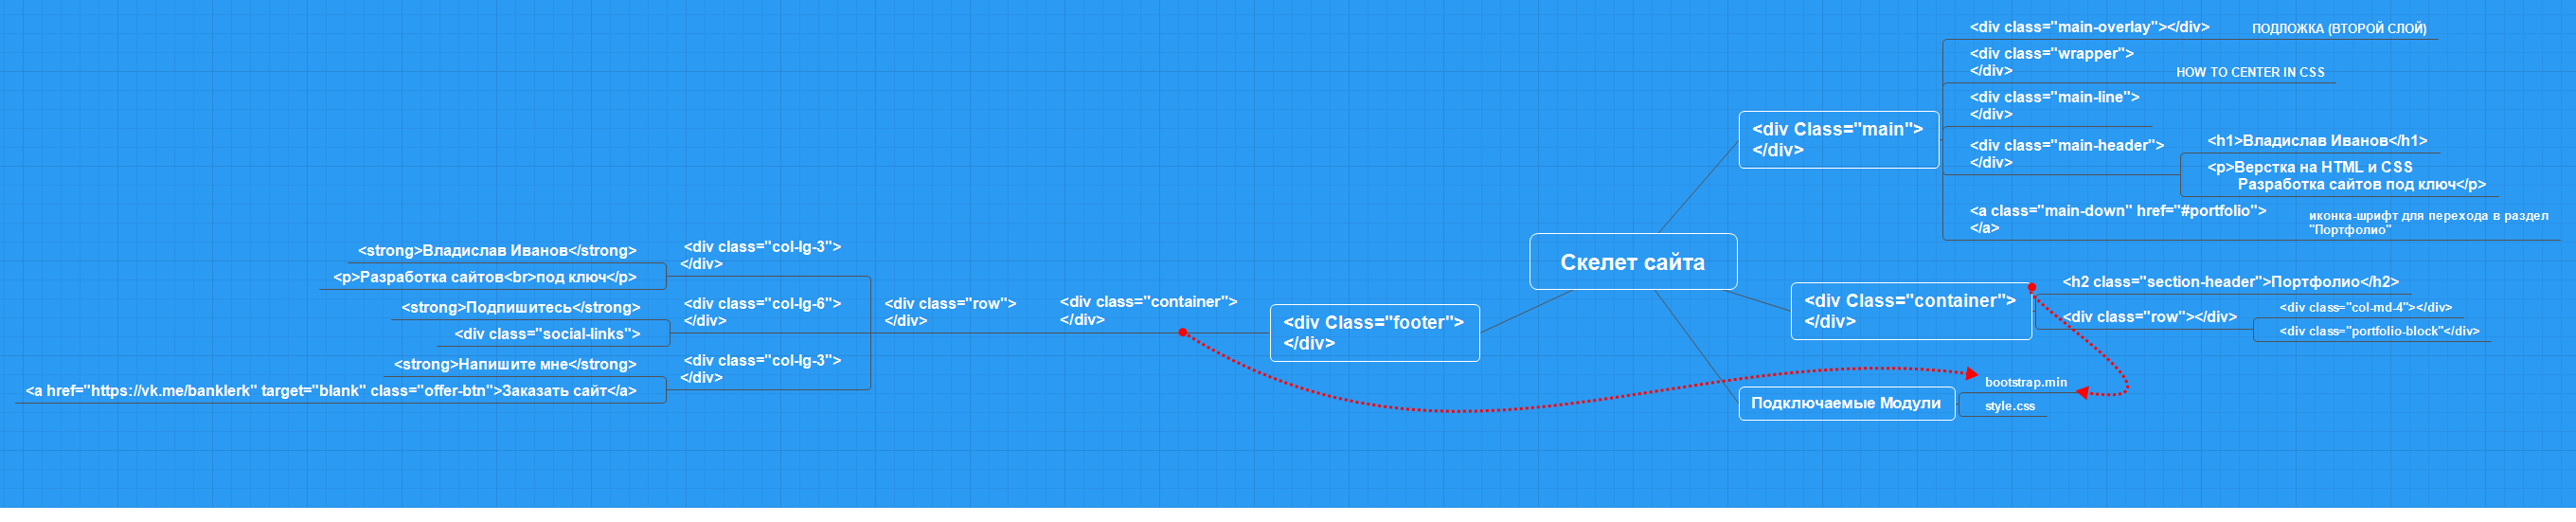 Скелет сайта
<div Class="main">
</div>
<div class="main-overlay"></div>
ПОДЛОЖКА (ВТОРОЙ СЛОЙ)
<div class="wrapper">
</div>
HOW TO CENTER IN CSS
<div class="main-line">
</div>
<div class="main-header">
</div>
<h1>Владислав Иванов</h1>
<p>Верстка на HTML и CSS
Разработка сайтов под ключ</p>
<a class="main-down" href="#portfolio">
</a>
иконка-шрифт для перехода в раздел
"Портфолио"
<div Class="container">
</div>
<h2 class="section-header">Портфолио</h2>
<div class="row"></div>
<div class="col-md-4"></div>
<div class="portfolio-block"</div>
Подключаемые Модули
bootstrap.min
style.css
<div Class="footer">
</div>
<div class="container">
</div>
<div class="row">
</div>
<div class="col-lg-3">
</div>
<strong>Владислав Иванов</strong>
<p>Разработка сайтов<br>под ключ</p>
<div class="col-lg-6">
</div>
<strong>Подпишитесь</strong>
<div class="social-links">
<div class="col-lg-3">
</div>
<strong>Напишите мне</strong>
<a href="https://vk.me/banklerk" target="blank" class="offer-btn">Заказать сайт</a>